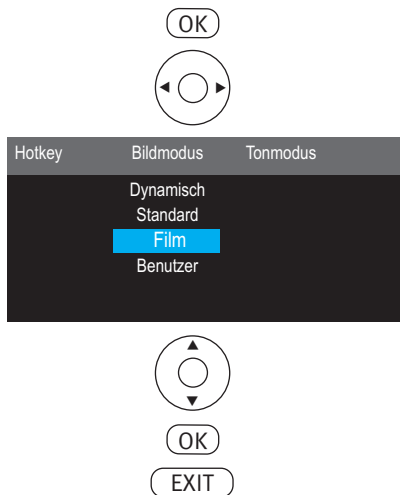 OK
Hotkey Bildmodus Tonmodus
Dynamisch
Standard
Film
Benutzer
OK
EXIT